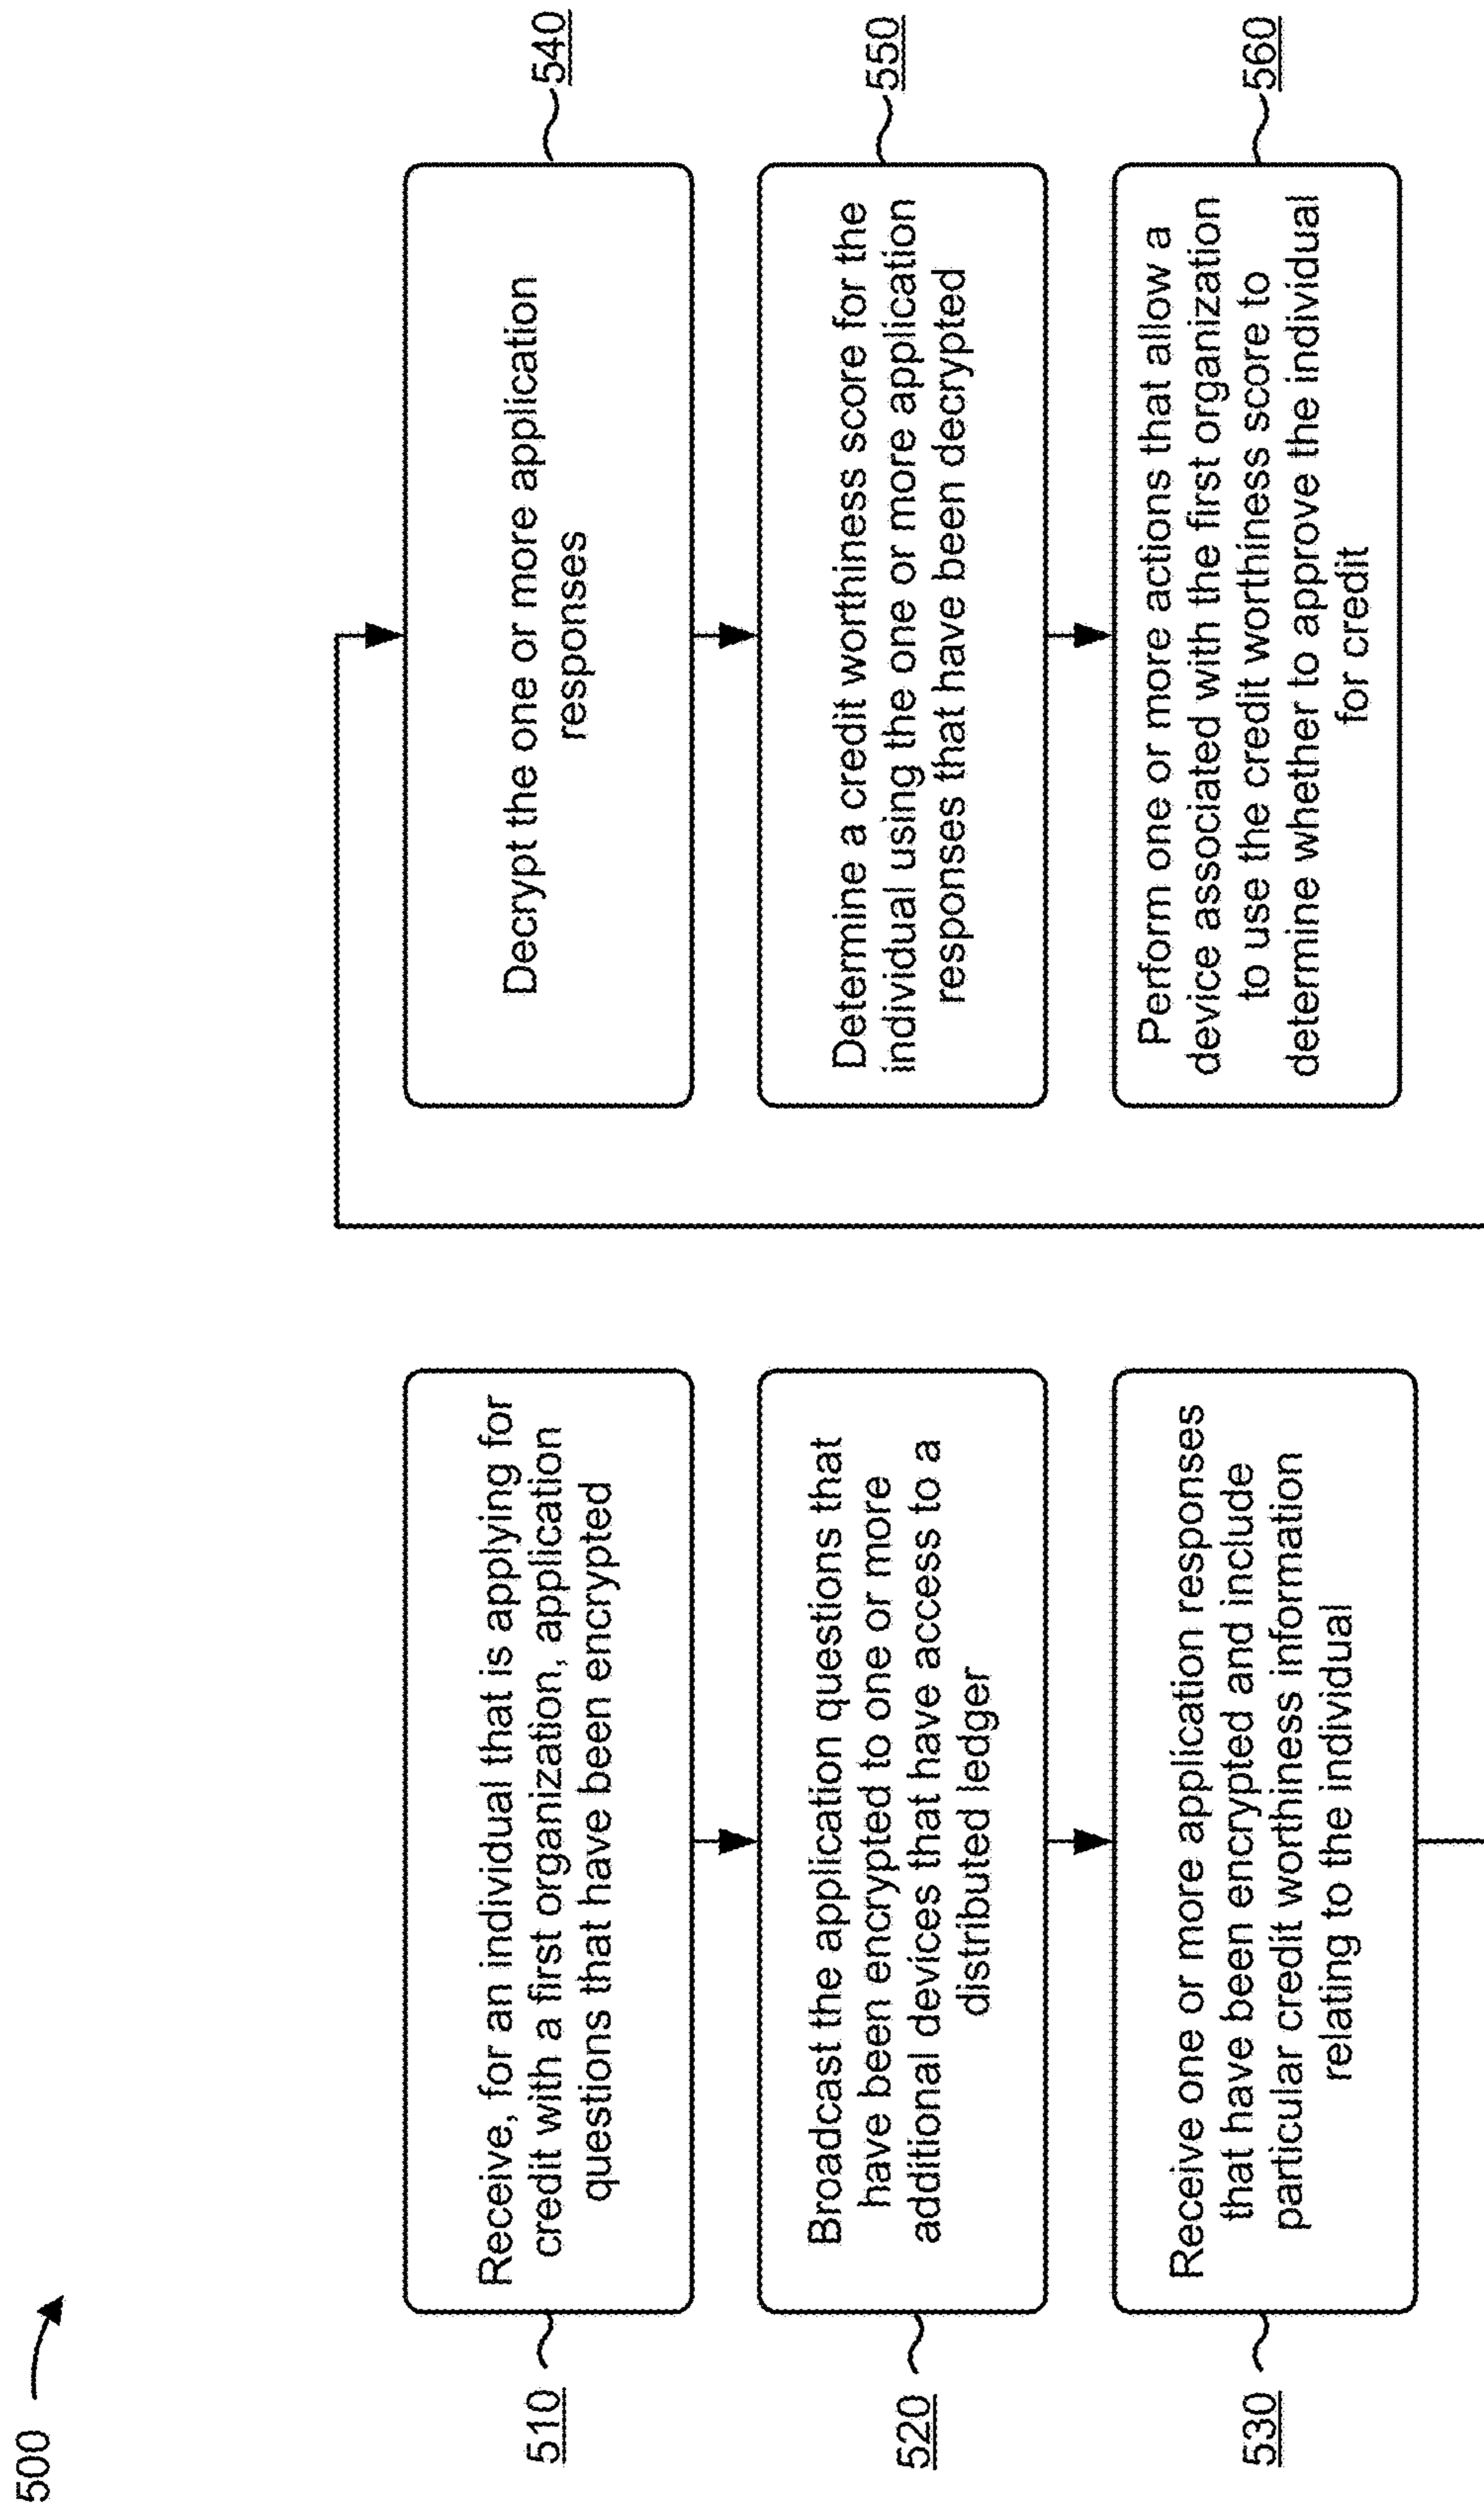 500
510
Receive, for an individual that is applying for
credit with a first organization, application
questions that have been encrypted
520
Broadcast the application questions that
have been encrypted to one or more
additional devices that have access to a
distributed ledger
530
Receive one or more application responses
that have been encrypted and include
particular credit worthiness information
relating to the individual
540
Decrypt the one or more application
responses
550
Determine a credit worthiness score for the
individual using the one or more application
responses that have been decrypted
560
Perform one or more actions that allow a
device associated with the first organization
to use the credit worthiness score to
determine whether to approve the individual
for credit